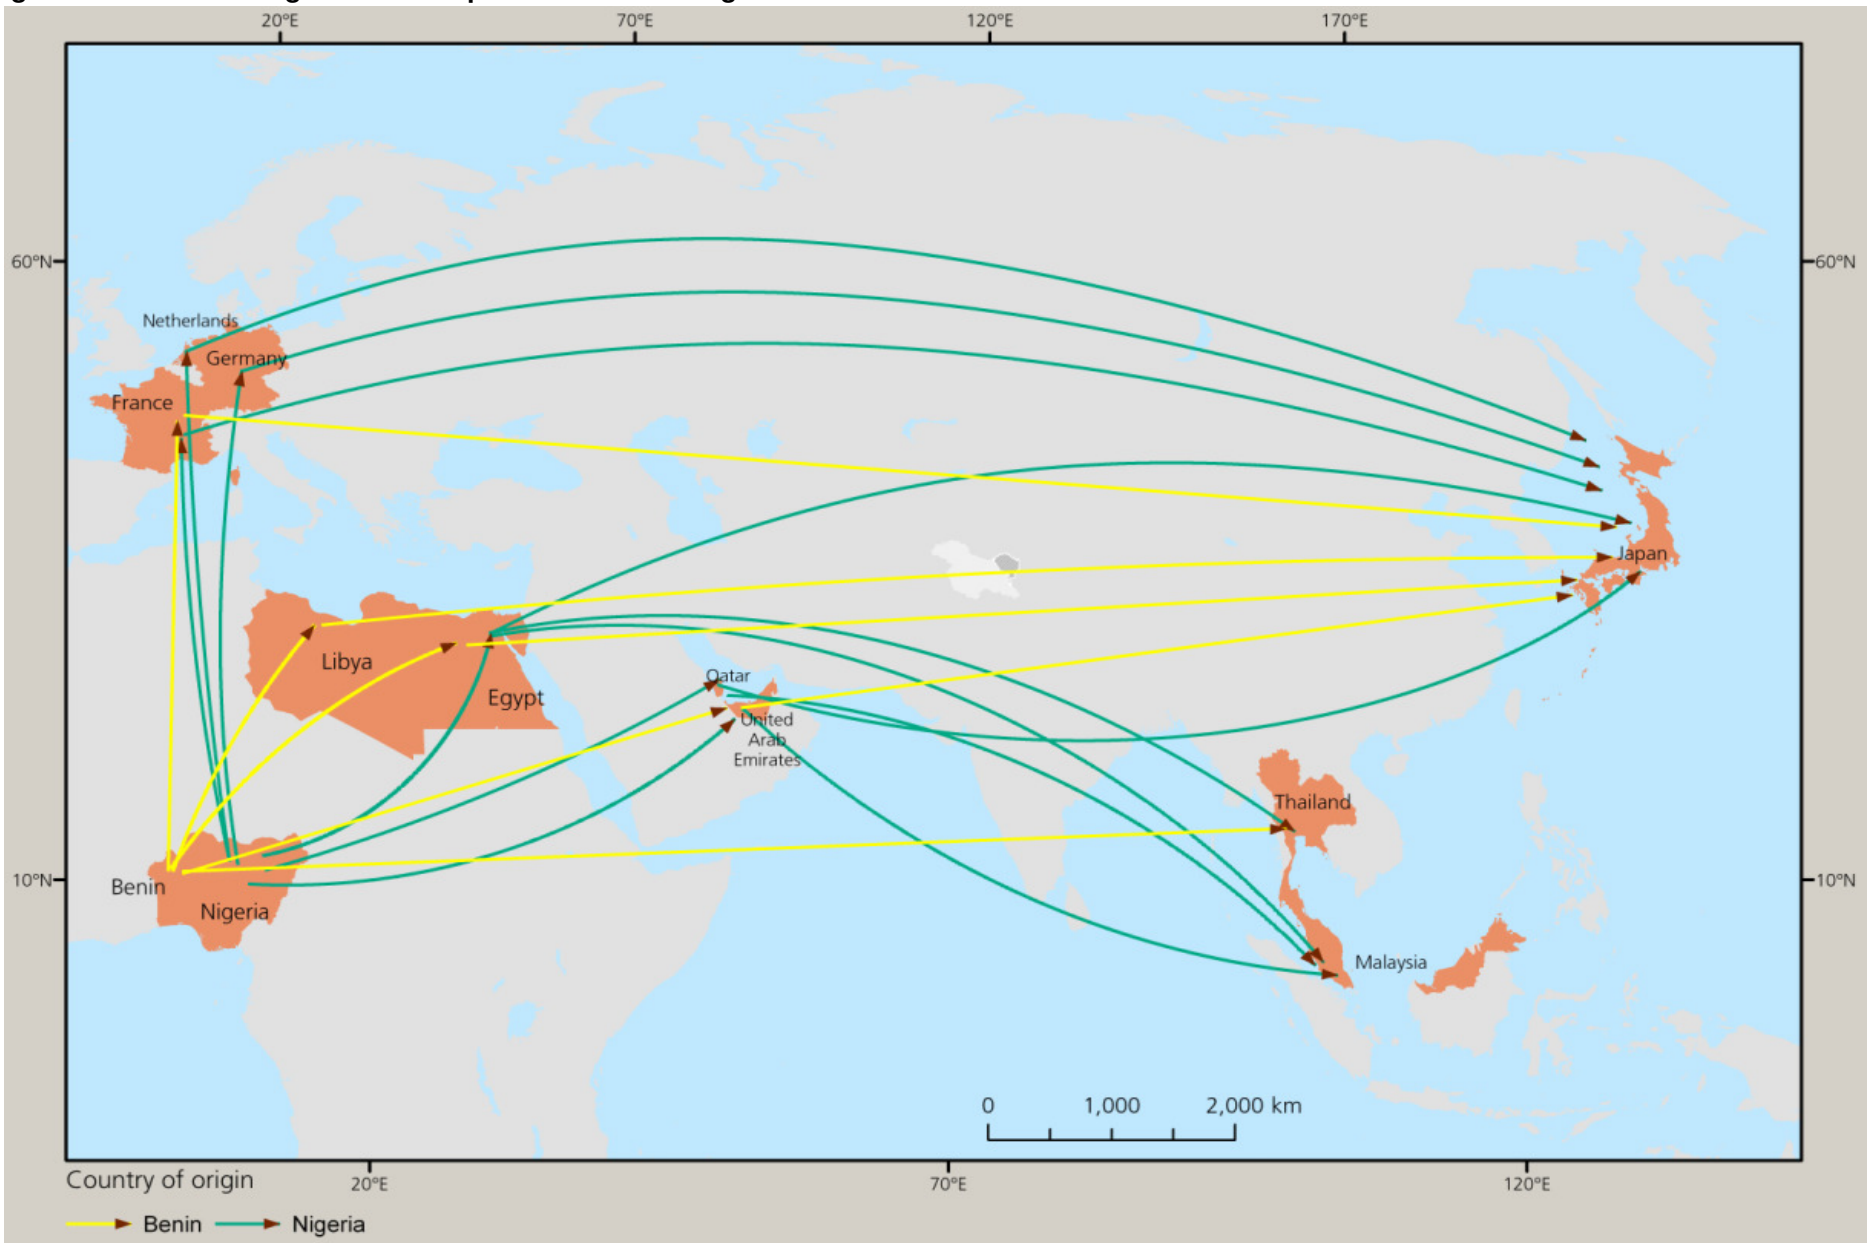 20°E 70°E 120°E 170°E
60°N 60°N
Netherlands
Germany
France
Japan
Libya
Qatar
Egypt
United
Arab
Emirates
Thailand
10°N 10°N
Benin
Nigeria
Malaysia
0 1,000 2,000 km
Country of origin
20°E 70°E 120°E
Benin Nigeria